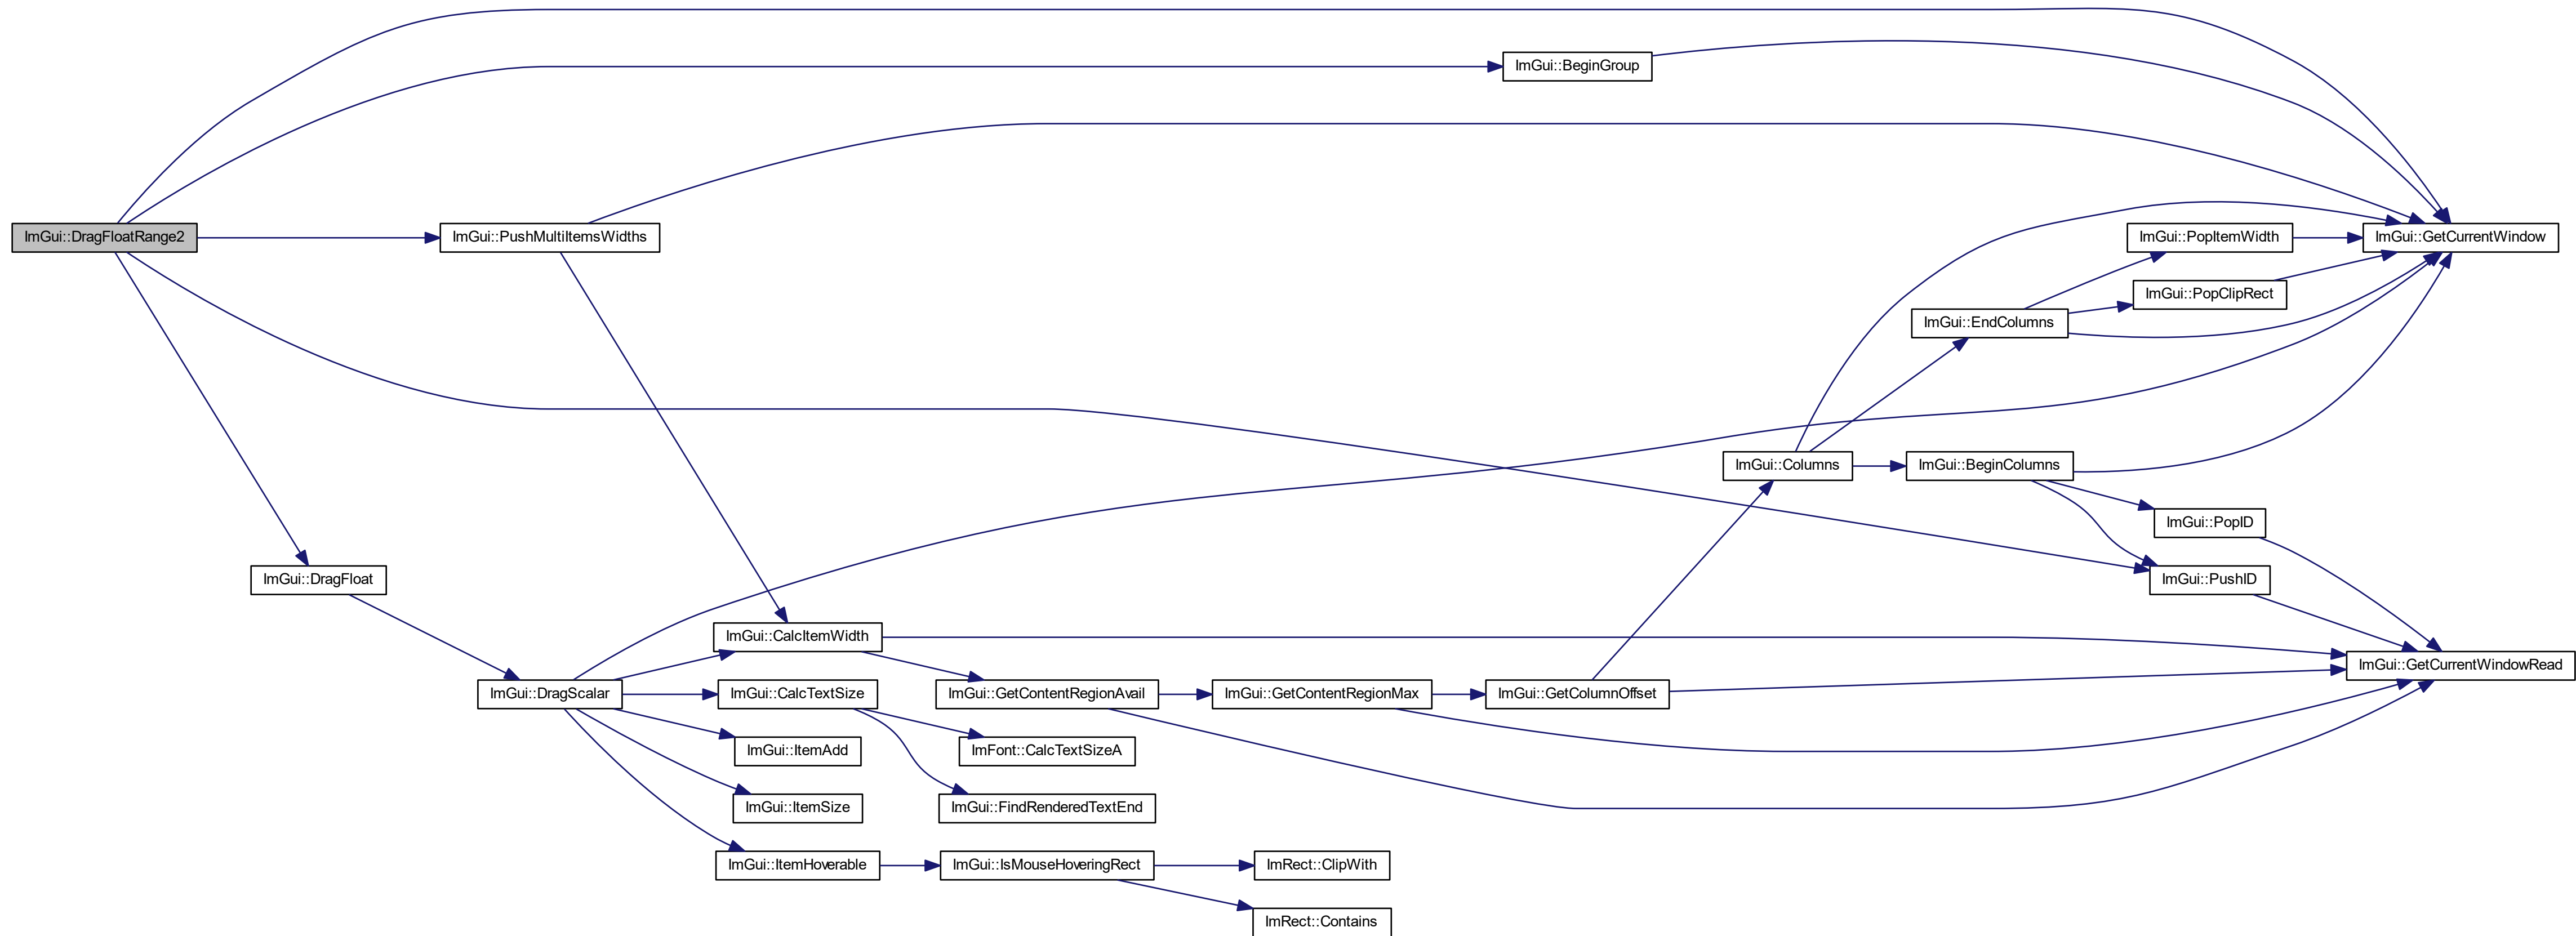 ImGui::BeginGroup
ImGui::DragFloatRange2
ImGui::PushMultiItemsWidths
ImGui::PopItemWidth
ImGui::GetCurrentWindow
ImGui::PopClipRect
ImGui::EndColumns
ImGui::Columns
ImGui::BeginColumns
ImGui::PopID
ImGui::DragFloat
ImGui::PushID
ImGui::CalcItemWidth
ImGui::GetCurrentWindowRead
ImGui::DragScalar
ImGui::CalcTextSize
ImGui::GetContentRegionAvail
ImGui::GetContentRegionMax
ImGui::GetColumnOffset
ImGui::ItemAdd
ImFont::CalcTextSizeA
ImGui::ItemSize
ImGui::FindRenderedTextEnd
ImGui::ItemHoverable
ImGui::IsMouseHoveringRect
ImRect::ClipWith
ImRect::Contains